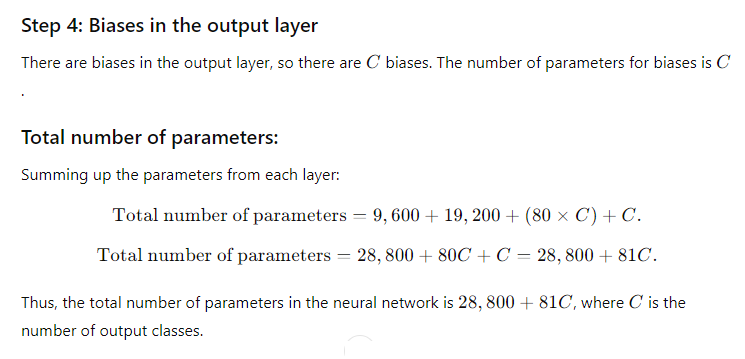 Step 4: Biases in the output layer
There are biases in the output layer, so there are C biases. The number of parameters for biases is C
.
Total number of parameters:
Summing up the parameters from each layer:
Total number of parameters = 9, 600 + 19, 200 + (80 × C) + C.
Total number of parameters = 28, 800 + 80C + C = 28, 800 + 81C.
Thus, the total number of parameters in the neural network is 28, 800 + 81C, where C is the
number of output classes.